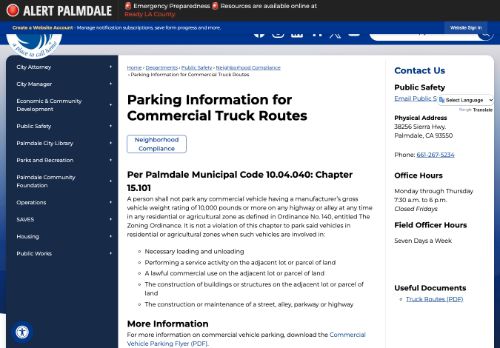 ALERT PALMDALE
Emergency Preparedness
Resources are available online at
Ready LA County.
Create a Website Account - Manage notification subscriptions, save form progress and more.
Website Sign In
a place to call home
City Attorney
City Manager
Economic & Community
Development
Public Safety
Palmdale City Library
Parks and Recreation
Palmdale Community
Foundation
Operations
SAVES
Housing
Public Works
Home › Departments › Public Safety › Neighborhood Compliance
› Parking Information for Commercial Truck Routes
Parking Information for
Commercial Truck Routes
Neighborhood
Compliance
Per Palmdale Municipal Code 10.04.040: Chapter
15.101
A person shall not park any commercial vehicle having a manufacturer's gross
vehicle weight rating of 10,000 pounds or more on any highway or alley at any time
in any residential or agricultural zone as defined in Ordinance No. 140, entitled The
Zoning Ordinance. It is not a violation of this chapter to park said vehicles in
residential or agricultural zones when such vehicles are involved in:
Necessary loading and unloading
Performing a service activity on the adjacent lot or parcel of land
A lawful commercial use on the adjacent lot or parcel of land
The construction of buildings or structures on the adjacent lot or parcel of
land
The construction or maintenance of a street, alley, parkway or highway
More Information
For more information on commercial vehicle parking, download the Commercial
Vehicle Parking Flyer (PDF).
Contact Us
Public Safety
Email Public S
Select Language
Google Translate
Physical Address
38256 Sierra Hwy.
Palmdale, CA 93550
Phone: 661-267-5234
Office Hours
Monday through Thursday
7:30 a.m. to 6 p.m.
Closed Fridays
Field Officer Hours
Seven Days a Week
Useful Documents
Truck Routes (PDF)